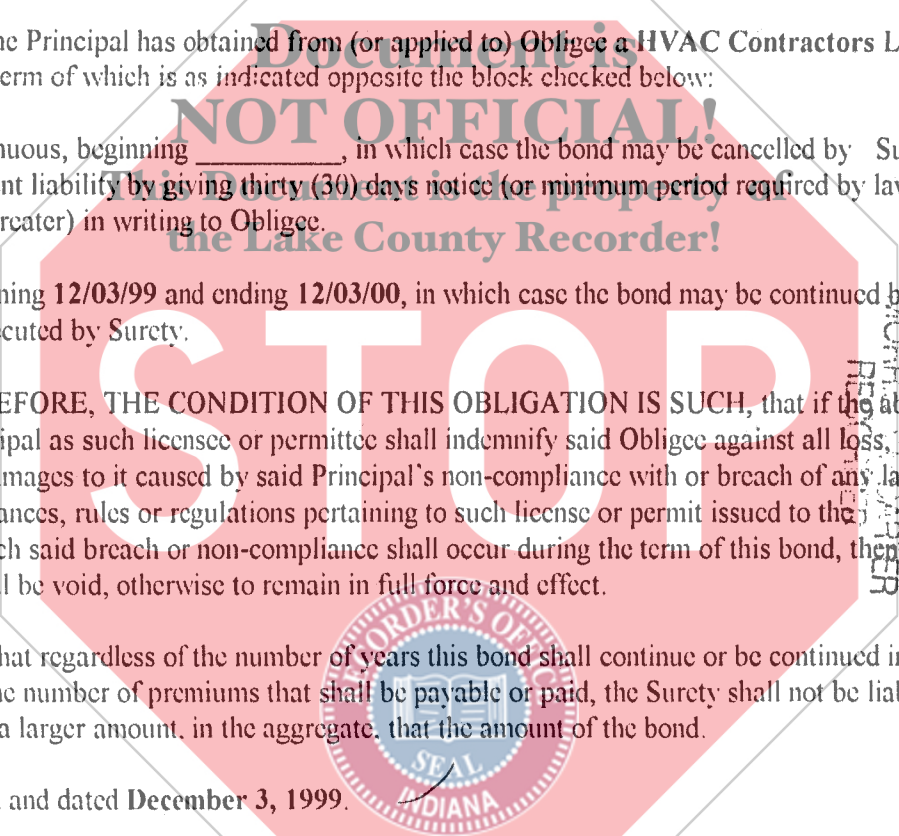 ne Principal has obtained from (or applied to) Obligee a HVAC Contractors L
erm of which is as indicated opposite the block checked below:
Document is
NOT OFFICIAL!
This Document is the property of
the Lake County Recorder!
nuous, beginning __________, in which case the bond may be cancelled by Su
nt liability by giving thirty (30) days notice (or minimum period required by lav
reater) in writing to Obligee.
ning 12/03/99 and ending 12/03/00, in which case the bond may be continued b
cuted by Surety.
STOP
EFORE, THE CONDITION OF THIS OBLIGATION IS SUCH, that if the ab
ipal as such licensee or permittee shall indemnify said Obligee against all loss,
mages to it caused by said Principal's non-compliance with or breach of any la
ances, rules or regulations pertaining to such license or permit issued to the
ch said breach or non-compliance shall occur during the term of this bond, then
l be void, otherwise to remain in full force and effect.
hat regardless of the number of years this bond shall continue or be continued in
ne number of premiums that shall be payable or paid, the Surety shall not be liab
a larger amount, in the aggregate, that the amount of the bond.
and dated December 3, 1999.
RECORDER'S OFFICE
SEAL
INDIANA